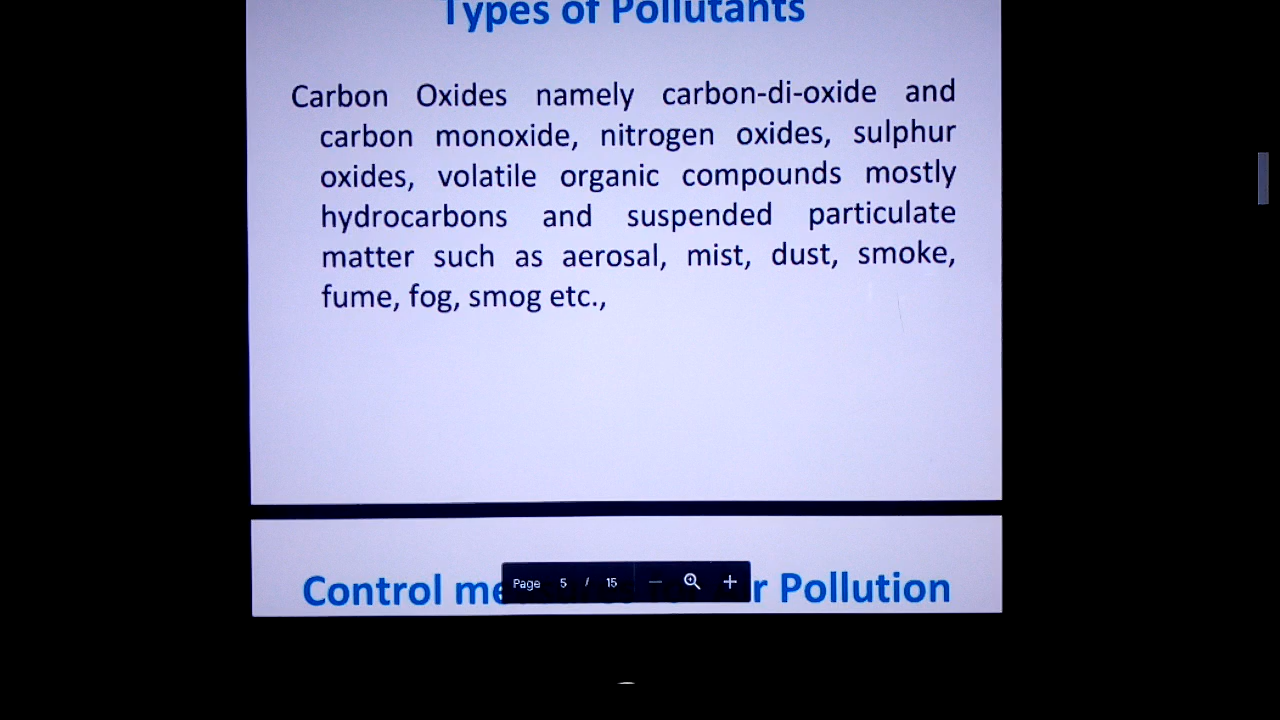 Types of Pollutants
Carbon Oxides namely carbon-di-oxide and
carbon monoxide, nitrogen oxides, sulphur
oxides, volatile organic compounds mostly
hydrocarbons and suspended particulate
matter such as aerosal, mist, dust, smoke,
fume, fog, smog etc.,
Control r Pollution
Page 5 / 15